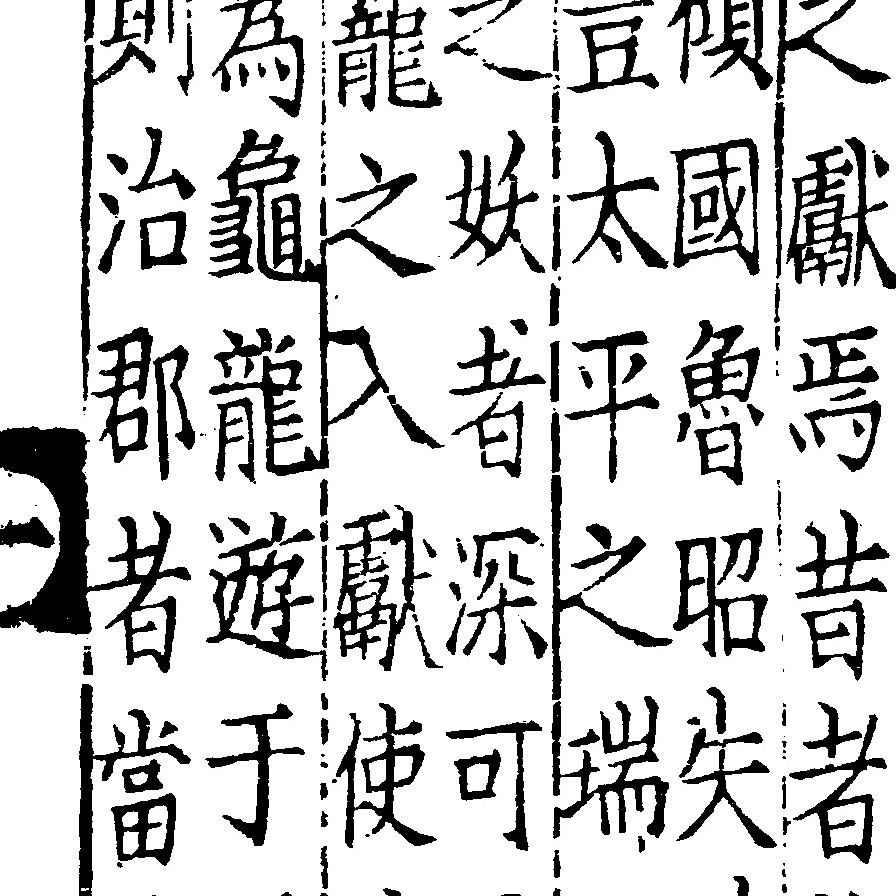 之獻焉昔者
傾國魯昭失
豈太平之瑞
之妖者深可
龍之入獻使
為龜龍遊于
則治郡者當